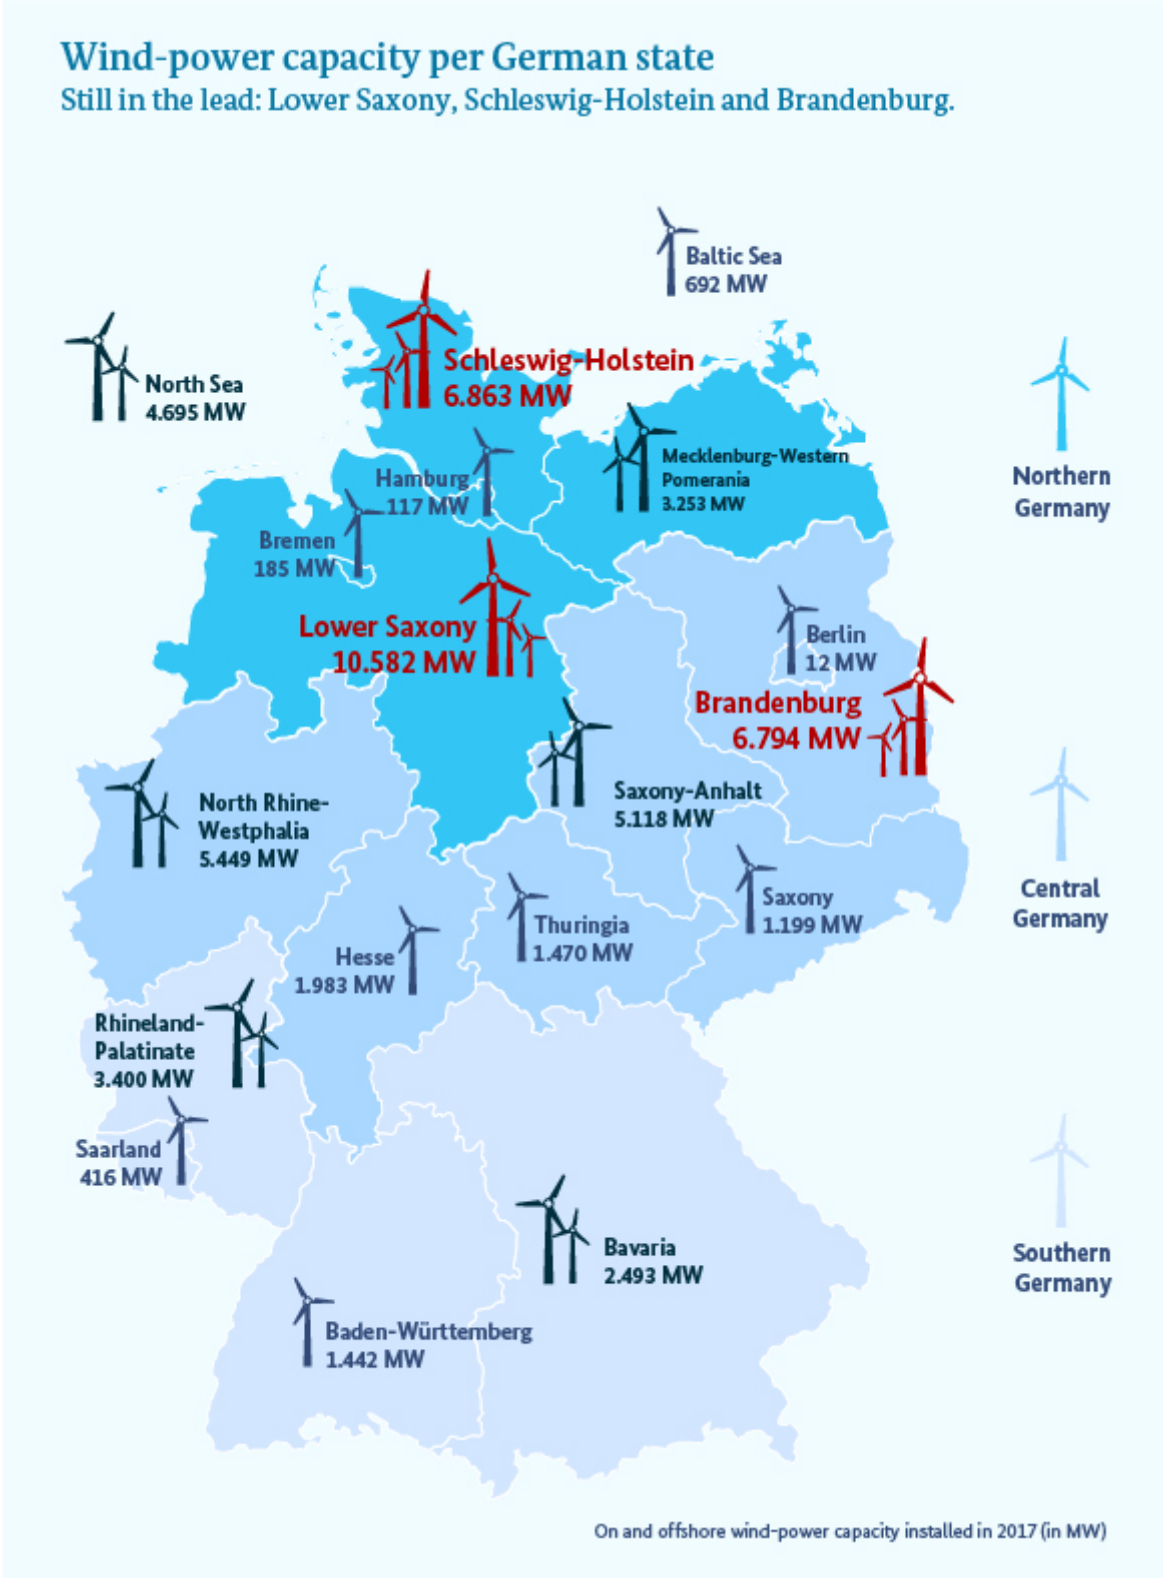 Wind-power capacity per German state
Still in the lead: Lower Saxony, Schleswig-Holstein and Brandenburg.
Baltic Sea
692 MW
North Sea
4.695 MW
Schleswig-Holstein
6.863 MW
Mecklenburg-Western
Pomerania
3.253 MW
Hamburg
117 MW
Bremen
185 MW
Lower Saxony
10.582 MW
Berlin
12 MW
Brandenburg
6.794 MW
Saxony-Anhalt
5.118 MW
North Rhine-
Westphalia
5.449 MW
Saxony
1.199 MW
Thuringia
1.470 MW
Hesse
1.983 MW
Rhineland-
Palatinate
3.400 MW
Saarland
416 MW
Bavaria
2.493 MW
Baden-Württemberg
1.442 MW
Northern
Germany
Central
Germany
Southern
Germany
On and offshore wind-power capacity installed in 2017 (in MW)